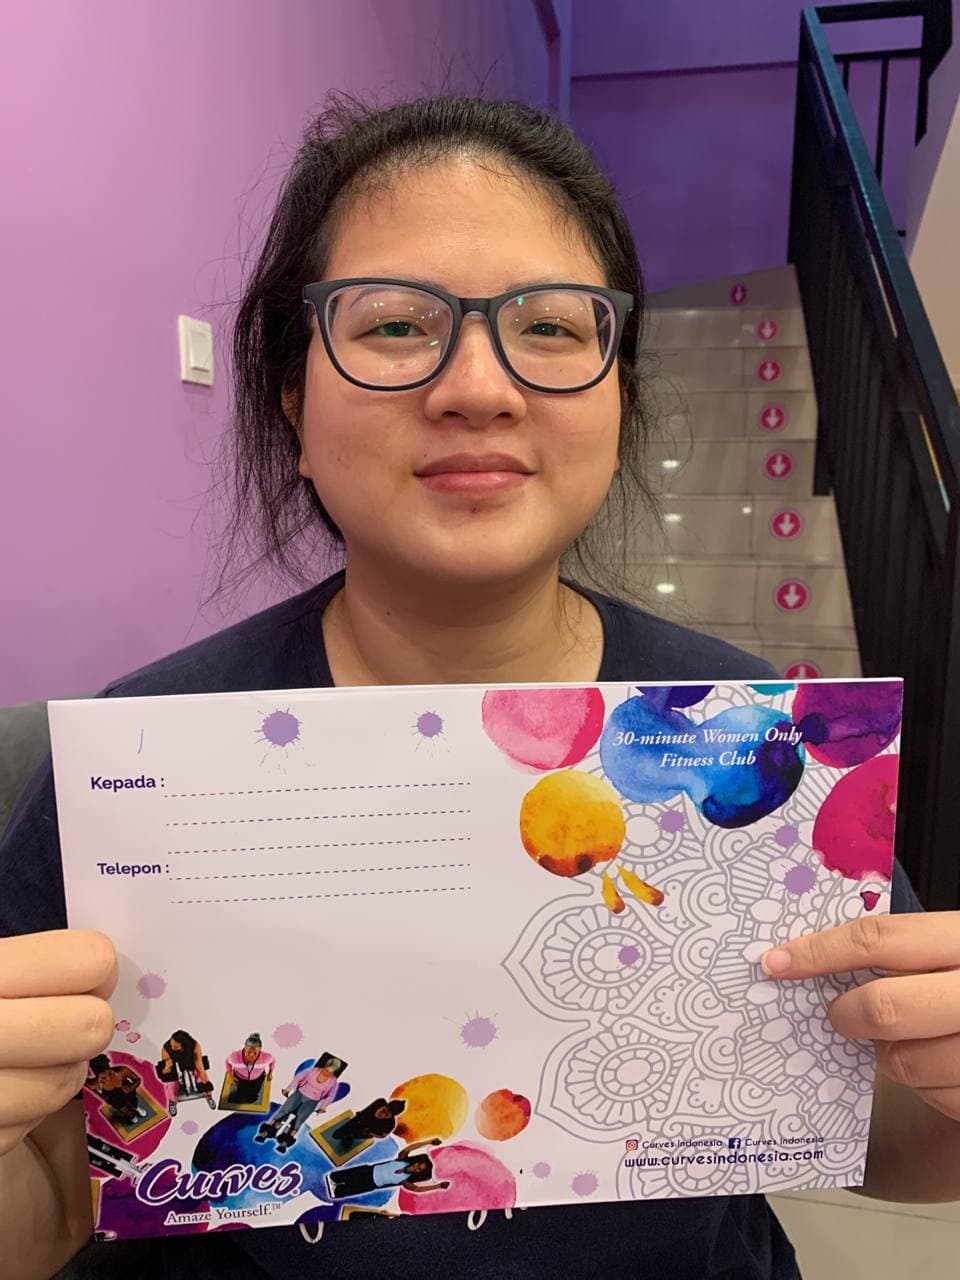 30-minute Women Only
Fitness Club
Kepada :
Telepon :
Curves®
Amaze Yourself.™
Curves Indonesia Curves Indonesia
www.curvesindonesia.com